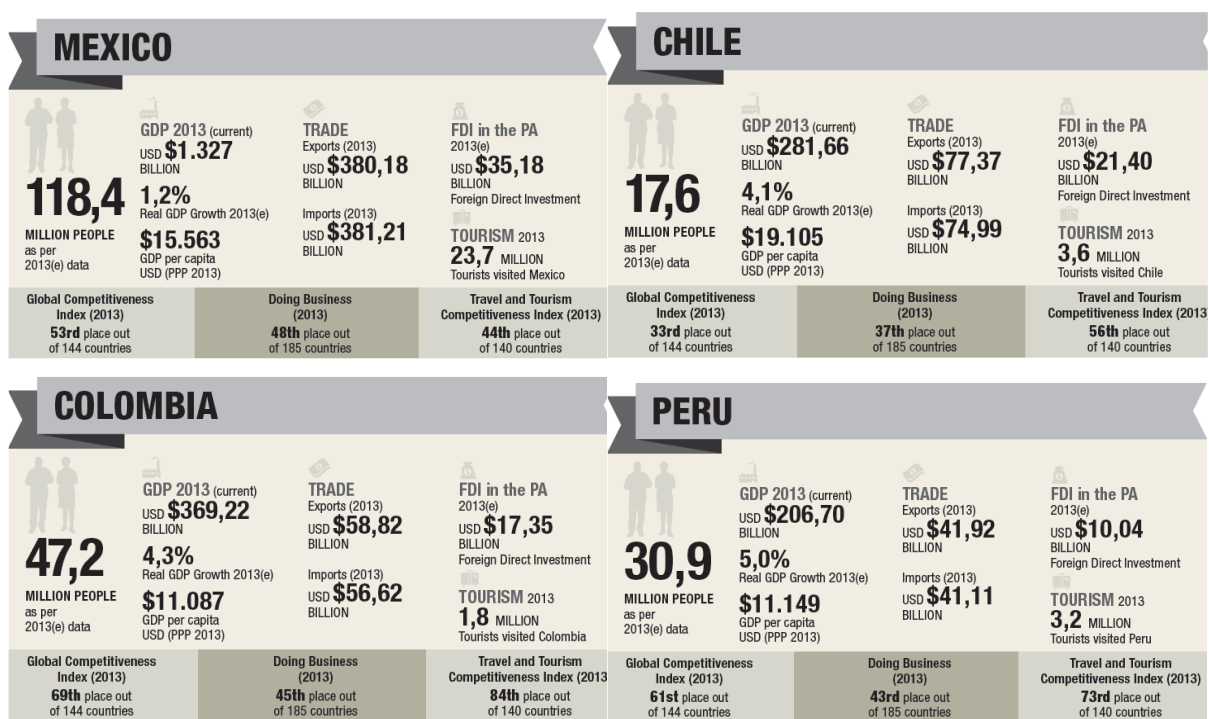 MEXICO
118,4
MILLION PEOPLE
as per
2013(e) data
GDP 2013 (current)
USD $1.327
BILLION
1,2%
Real GDP Growth 2013(e)
$15.563
GDP per capita
USD (PPP 2013)
TRADE
Exports (2013)
USD $380,18
BILLION
Imports (2013)
USD $381,21
BILLION
FDI in the PA
2013(e)
USD $35,18
BILLION
Foreign Direct Investment
TOURISM 2013
23,7 MILLION
Tourists visited Mexico
Global Competitiveness
Index (2013)
53rd place out
of 144 countries
Doing Business
(2013)
48th place out
of 185 countries
Travel and Tourism
Competitiveness Index (2013)
44th place out
of 140 countries
CHILE
17,6
MILLION PEOPLE
as per
2013(e) data
GDP 2013 (current)
USD $281,66
BILLION
4,1%
Real GDP Growth 2013(e)
$19.105
GDP per capita
USD (PPP 2013)
TRADE
Exports (2013)
USD $77,37
BILLION
Imports (2013)
USD $74,99
BILLION
FDI in the PA
2013(e)
USD $21,40
BILLION
Foreign Direct Investment
TOURISM 2013
3,6 MILLION
Tourists visited Chile
Global Competitiveness
Index (2013)
33rd place out
of 144 countries
Doing Business
(2013)
37th place out
of 185 countries
Travel and Tourism
Competitiveness Index (2013)
56th place out
of 140 countries
COLOMBIA
47,2
MILLION PEOPLE
as per
2013(e) data
GDP 2013 (current)
USD $369,22
BILLION
4,3%
Real GDP Growth 2013(e)
$11.087
GDP per capita
USD (PPP 2013)
TRADE
Exports (2013)
USD $58,82
BILLION
Imports (2013)
USD $56,62
BILLION
FDI in the PA
2013(e)
USD $17,35
BILLION
Foreign Direct Investment
TOURISM 2013
1,8 MILLION
Tourists visited Colombia
Global Competitiveness
Index (2013)
69th place out
of 144 countries
Doing Business
(2013)
45th place out
of 185 countries
Travel and Tourism
Competitiveness Index (2013
84th place out
of 140 countries
PERU
30,9
MILLION PEOPLE
as per
2013(e) data
GDP 2013 (current)
USD $206,70
BILLION
5,0%
Real GDP Growth 2013(e)
$11.149
GDP per capita
USD (PPP 2013)
TRADE
Exports (2013)
USD $41,92
BILLION
Imports (2013)
USD $41,11
BILLION
FDI in the PA
2013(e)
USD $10,04
BILLION
Foreign Direct Investment
TOURISM 2013
3,2 MILLION
Tourists visited Peru
Global Competitiveness
Index (2013)
61st place out
of 144 countries
Doing Business
(2013)
43rd place out
of 185 countries
Travel and Tourism
Competitiveness Index (2013)
73rd place out
of 140 countries